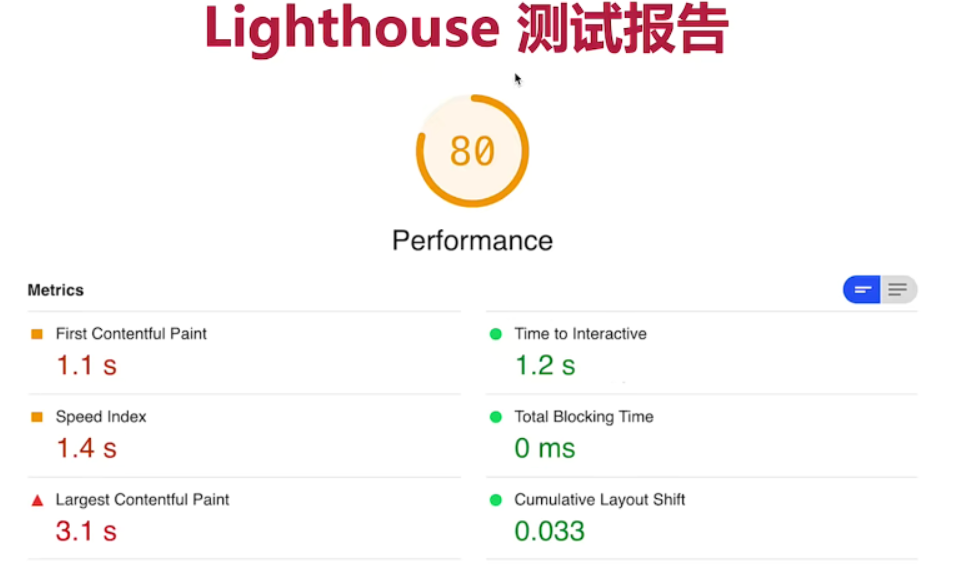 Lighthouse 测试报告
80
Performance
Metrics
First Contentful Paint
1.1 s
Time to Interactive
1.2 s
Speed Index
1.4 s
Total Blocking Time
0 ms
Largest Contentful Paint
3.1 s
Cumulative Layout Shift
0.033